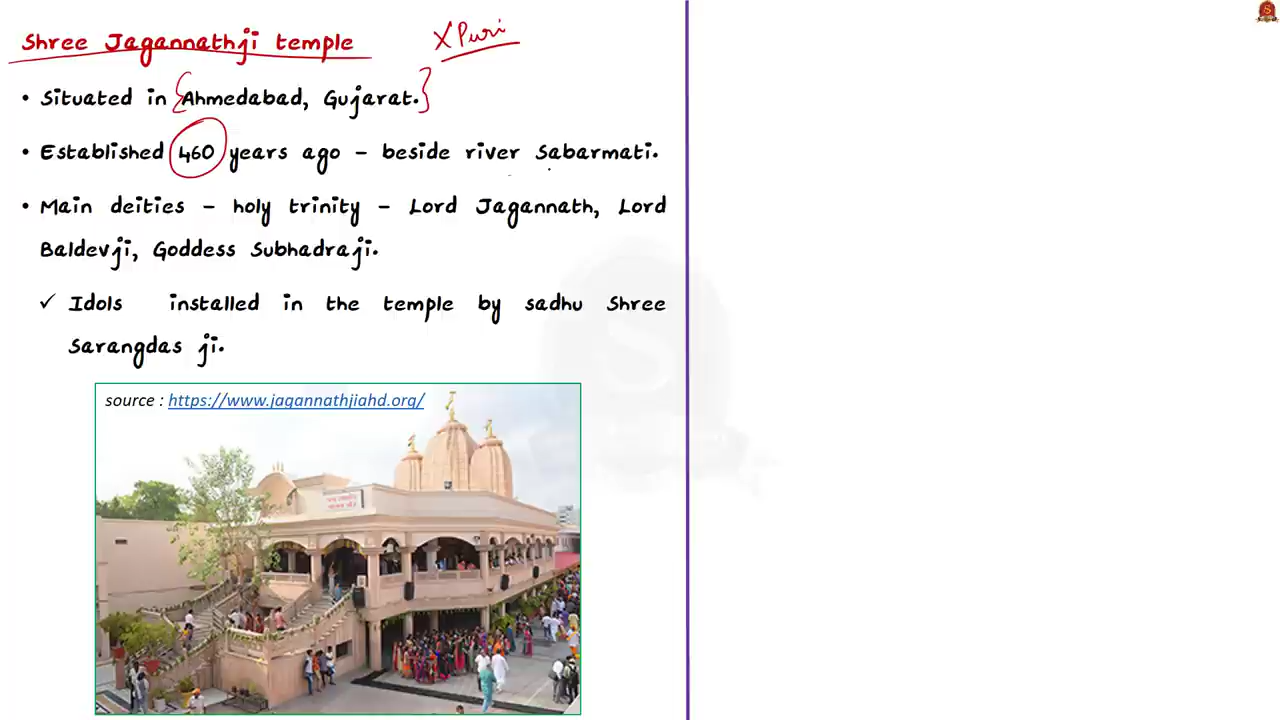 Shree Jagannathji temple
X Puri
• Situated in {Ahmedabad, Gujarat.}
• Established 460 years ago - beside river Sabarmati.
• Main deities - holy trinity - Lord Jagannath, Lord
Baldevji, Goddess Subhadraji.
✓ Idols installed in the temple by sadhu Shree
Sarangdas ji.
source : https://www.jagannathjiahd.org/